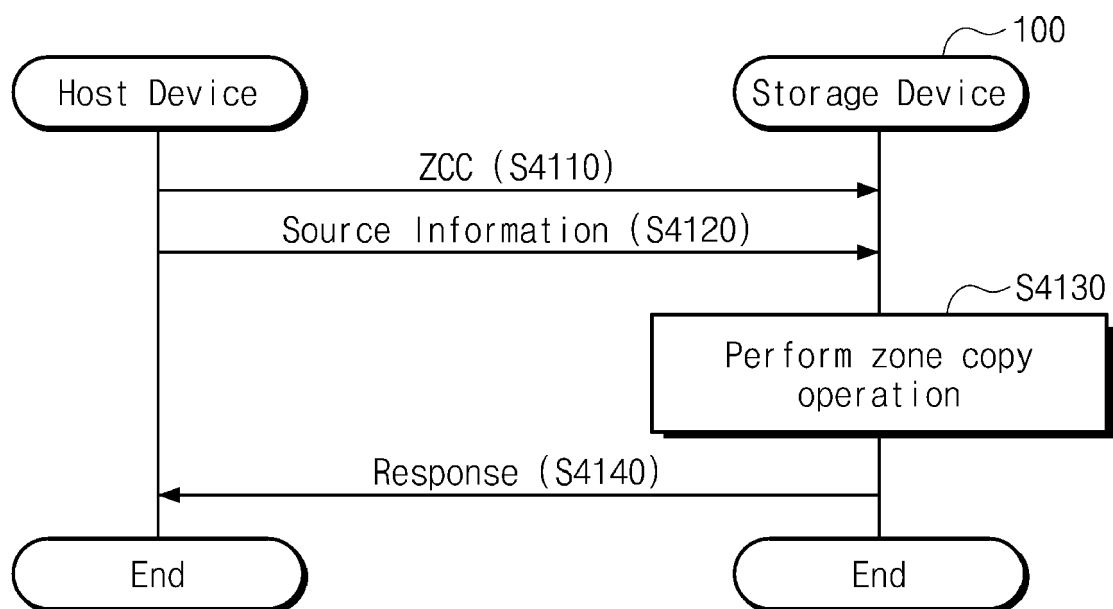 100
Host Device
Storage Device
ZCC (S4110)
Source Information (S4120)
S4130
Perform zone copy
operation
Response (S4140)
End
End